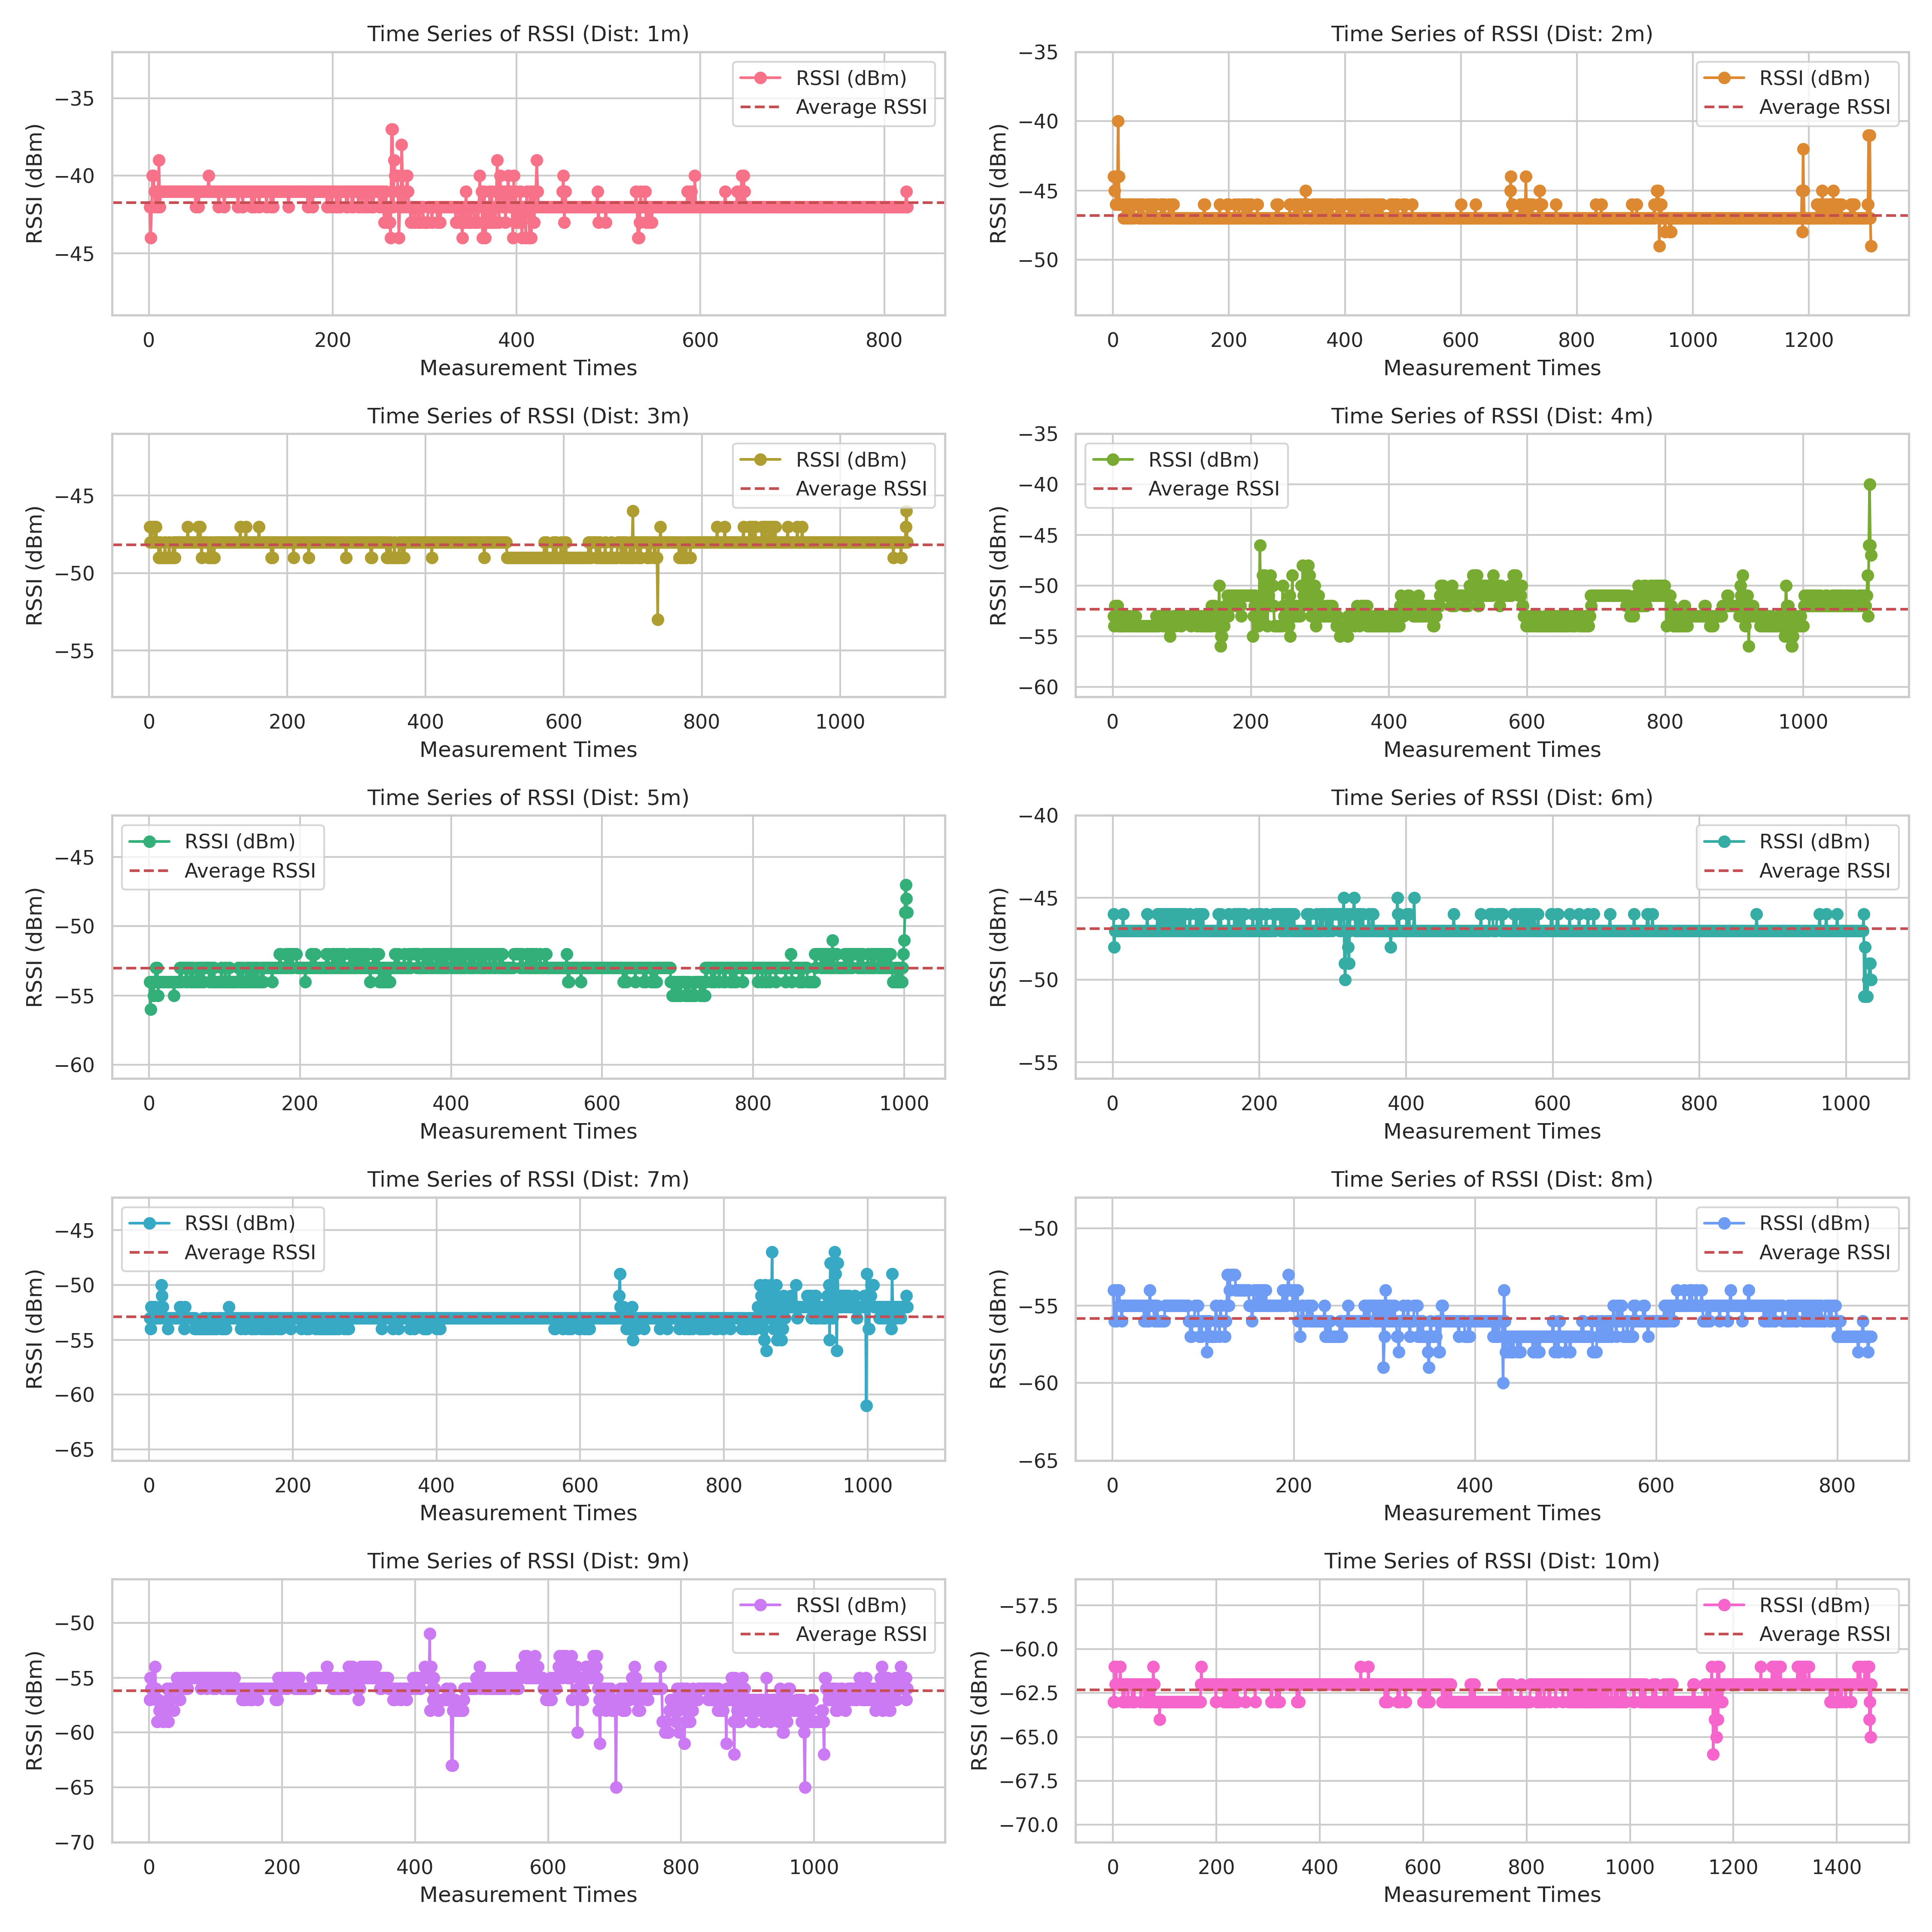 Time Series of RSSI (Dist: 1m)
RSSI (dBm)
Average RSSI
−35
−40
−45
RSSI (dBm)
0 200 400 600 800
Measurement Times
Time Series of RSSI (Dist: 2m)
RSSI (dBm)
Average RSSI
−35
−40
−45
−50
RSSI (dBm)
0 200 400 600 800 1000 1200
Measurement Times
Time Series of RSSI (Dist: 3m)
RSSI (dBm)
Average RSSI
−45
−50
−55
RSSI (dBm)
0 200 400 600 800 1000
Measurement Times
Time Series of RSSI (Dist: 4m)
RSSI (dBm)
Average RSSI
−35
−40
−45
−50
−55
−60
RSSI (dBm)
0 200 400 600 800 1000
Measurement Times
Time Series of RSSI (Dist: 5m)
RSSI (dBm)
Average RSSI
−45
−50
−55
−60
RSSI (dBm)
0 200 400 600 800 1000
Measurement Times
Time Series of RSSI (Dist: 6m)
RSSI (dBm)
Average RSSI
−40
−45
−50
−55
RSSI (dBm)
0 200 400 600 800 1000
Measurement Times
Time Series of RSSI (Dist: 7m)
RSSI (dBm)
Average RSSI
−45
−50
−55
−60
−65
RSSI (dBm)
0 200 400 600 800 1000
Measurement Times
Time Series of RSSI (Dist: 8m)
RSSI (dBm)
Average RSSI
−50
−55
−60
−65
RSSI (dBm)
0 200 400 600 800
Measurement Times
Time Series of RSSI (Dist: 9m)
RSSI (dBm)
Average RSSI
−50
−55
−60
−65
−70
RSSI (dBm)
0 200 400 600 800 1000
Measurement Times
Time Series of RSSI (Dist: 10m)
RSSI (dBm)
Average RSSI
−57.5
−60.0
−62.5
−65.0
−67.5
−70.0
RSSI (dBm)
0 200 400 600 800 1000 1200 1400
Measurement Times